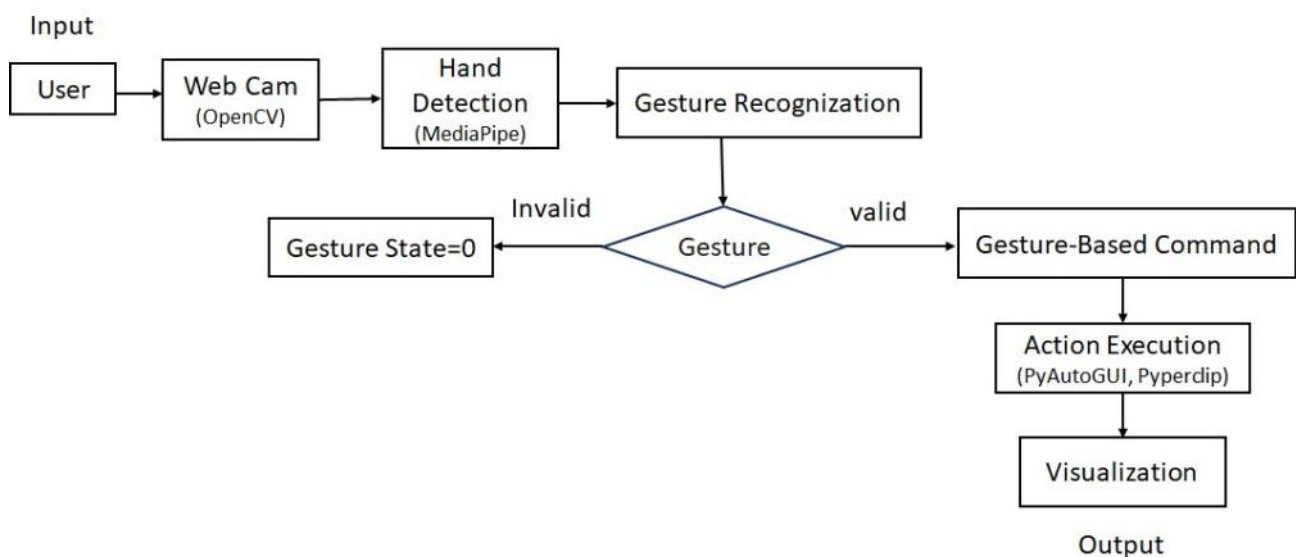 Input
User
Web Cam
(OpenCV)
Hand
Detection
(MediaPipe)
Gesture Recognization
Invalid
valid
Gesture State=0
Gesture
Gesture-Based Command
Action Execution
(PyAutoGUI, Pyperclip)
Visualization
Output